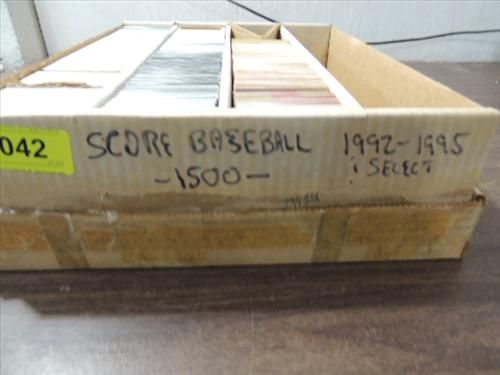 042
SCORE BASEBALL 1992-1995
-1500- & SELECT